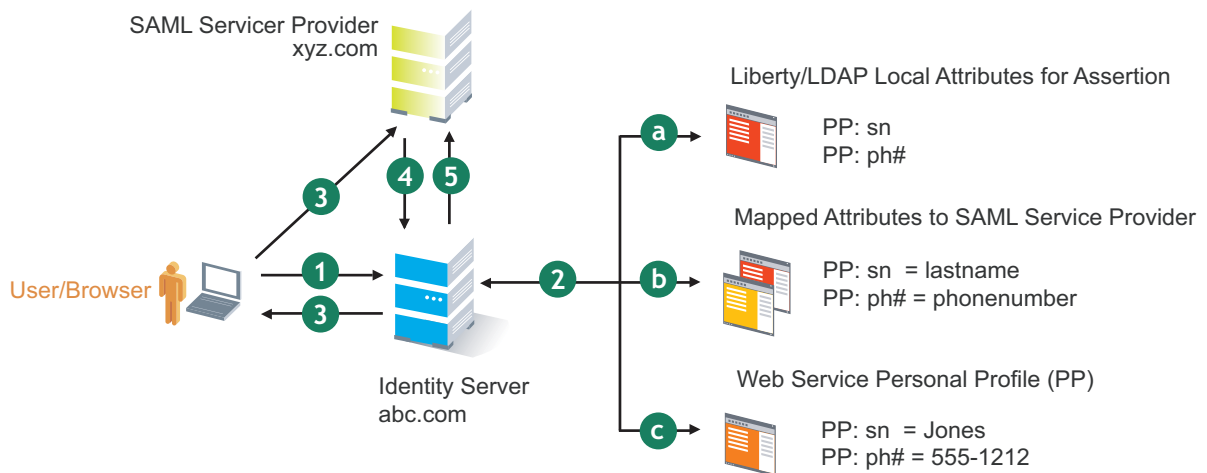 SAML Servicer Provider
xyz.com
Liberty/LDAP Local Attributes for Assertion
a
PP: sn
PP: ph#
3
4
5
Mapped Attributes to SAML Service Provider
User/Browser
1
2
b
PP: sn = lastname
PP: ph# = phonenumber
3
Identity Server
abc.com
Web Service Personal Profile (PP)
c
PP: sn = Jones
PP: ph# = 555-1212